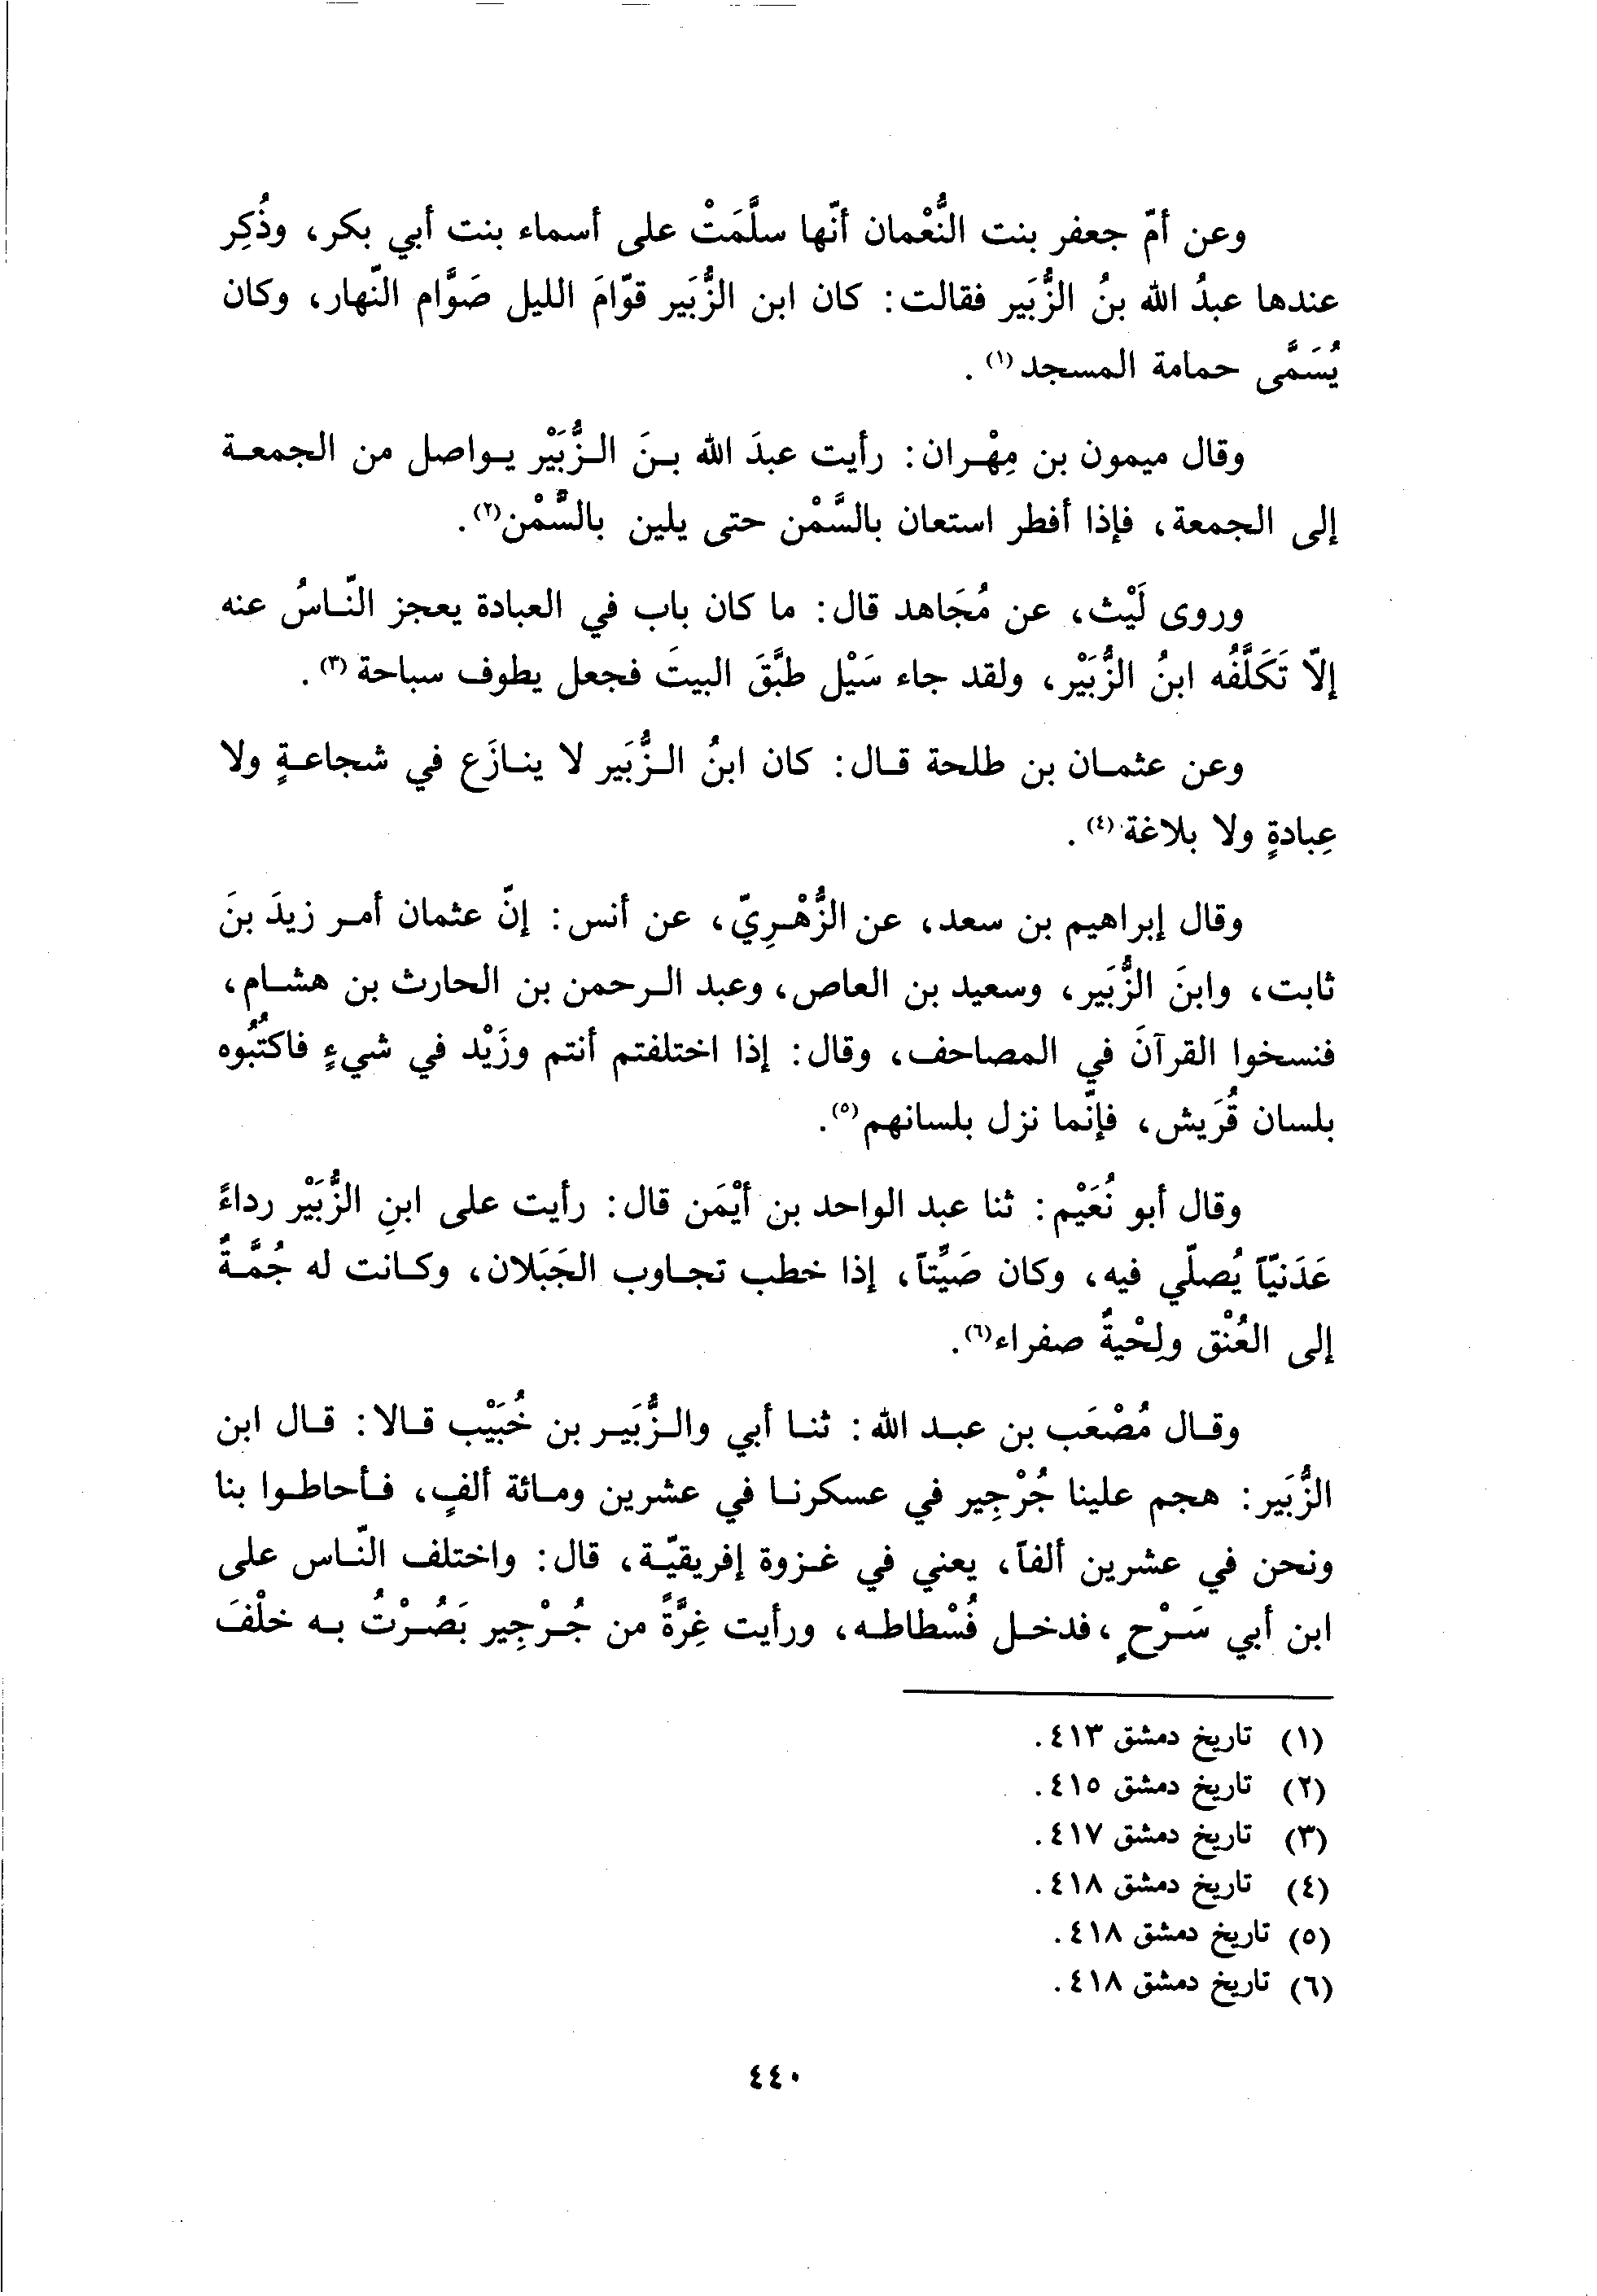 وعن أمّ جعفر بنت النُّعْمان أنّها سلَّمَتْ على أسماء بنت أبي بكر، وذُكِر
عندها عبدُ الله بنُ الزُّبَير فقالت: كان ابن الزُّبَير قوّامَ الليل صَوَّام النّهار، وكان
يُسَمَّى حمامة المسجد(١).
وقال ميمون بن مِهْران: رأيت عبدَ الله بنَ الزُّبَيْر يواصل من الجمعة
إلى الجمعة، فإذا أفطر استعان بالسَّمْن حتى يلين بالسَّمْن(٢).
وروى لَيْث، عن مُجَاهد قال: ما كان باب في العبادة يعجز النّاسُ عنه
إلّا تَكَلَّفَُه ابنُ الزُّبَيْر، ولقد جاء سَيْل طبَّقَ البيتَ فجعل يطوف سباحة(٣).
وعن عثمان بن طلحة قال: كان ابنُ الزُّبَير لا ينازَع في شجاعةٍ ولا
عِبادةٍ ولا بلاغة(٤).
وقال إبراهيم بن سعد، عن الزُّهْرِيّ، عن أنس: إنّ عثمان أمر زيدَ بنَ
ثابت، وابنَ الزُّبَير، وسعيد بن العاص، وعبد الرحمن بن الحارث بن هشام،
فنسخوا القرآنَ في المصاحف، وقال: إذا اختلفتم أنتم وزَيْد في شيءٍ فاكتُبُوه
بلسان قُرَيش، فإنّما نزل بلسانهم(٥).
وقال أبو نُعَيْم: ثنا عبد الواحد بن أيْمَن قال: رأيت على ابنِ الزُّبَيْر رداءً
عَدَنيّاً يُصلّي فيه، وكان صَيِّتاً، إذا خطب تجاوب الجَبَلان، وكانت له جُمَّةٌ
إلى العُنْق ولِحْيةٌ صفراء(٦).
وقال مُصْعَب بن عبد الله: ثنا أبي والزُّبَير بن خُبَيْب قالا: قال ابن
الزُّبَير: هجم علينا جُرْجِير في عسكرنا في عشرين ومائة ألفٍ، فأحاطوا بنا
ونحن في عشرين ألفاً، يعني في غزوة إفريقيّة، قال: واختلف النّاس على
ابن أبي سَرْحٍ، فدخل فُسْطاطه، ورأيت غِرَّةً من جُرْجِير بَصُرْتُ به خلْفَ
(١) تاريخ دمشق ٤١٣.
(٢) تاريخ دمشق ٤١٥.
(٣) تاريخ دمشق ٤١٧.
(٤) تاريخ دمشق ٤١٨.
(٥) تاريخ دمشق ٤١٨.
(٦) تاريخ دمشق ٤١٨.
٤٤٠